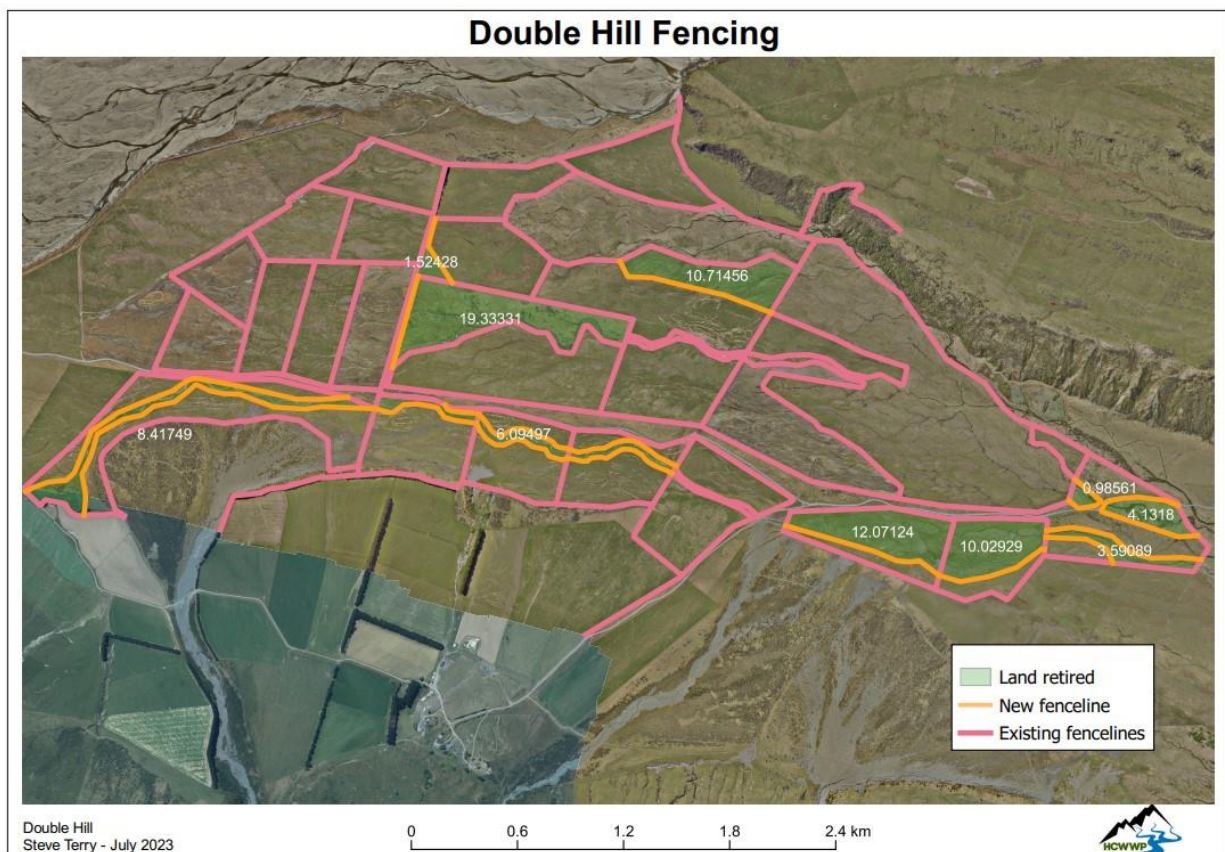 Double Hill Fencing
1.52428
10.71456
19.33331
8.41749
6.09497
0.98561
4.1318
12.07124
10.02929
3.59089
Land retired
New fenceline
Existing fencelines
Double Hill
Steve Terry - July 2023
0 0.6 1.2 1.8 2.4 km
HCWWP